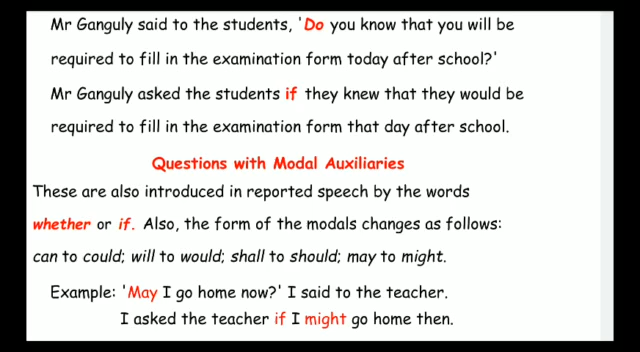 Mr Ganguly said to the students, 'Do you know that you will be
required to fill in the examination form today after school?'
Mr Ganguly asked the students if they knew that they would be
required to fill in the examination form that day after school.
Questions with Modal Auxiliaries
These are also introduced in reported speech by the words
whether or if. Also, the form of the modals changes as follows:
can to could; will to would; shall to should; may to might.
Example: 'May I go home now?' I said to the teacher.
I asked the teacher if I might go home then.